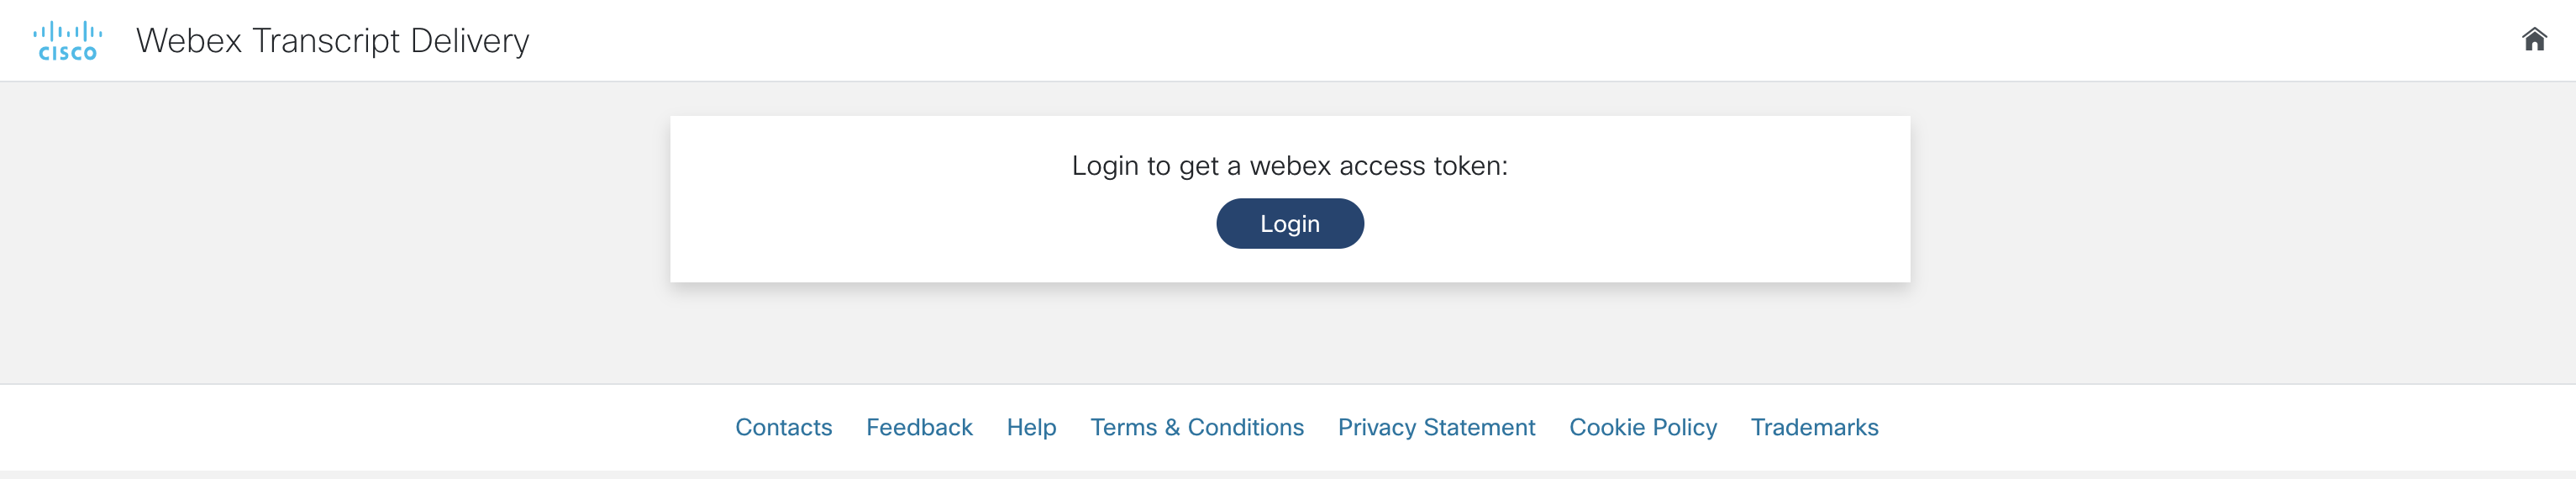 CISCO
Webex Transcript Delivery
Login to get a webex access token:
Login
Contacts Feedback Help Terms & Conditions Privacy Statement Cookie Policy Trademarks